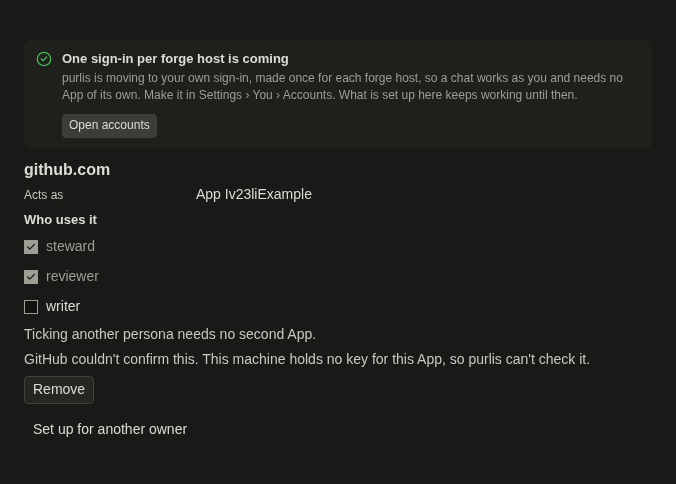 One sign-in per forge host is coming
purlis is moving to your own sign-in, made once for each forge host, so a chat works as you and needs no
App of its own. Make it in Settings › You › Accounts. What is set up here keeps working until then.
Open accounts
github.com
Acts as App Iv23liExample
Who uses it
steward
reviewer
writer
Ticking another persona needs no second App.
GitHub couldn't confirm this. This machine holds no key for this App, so purlis can't check it.
Remove
Set up for another owner